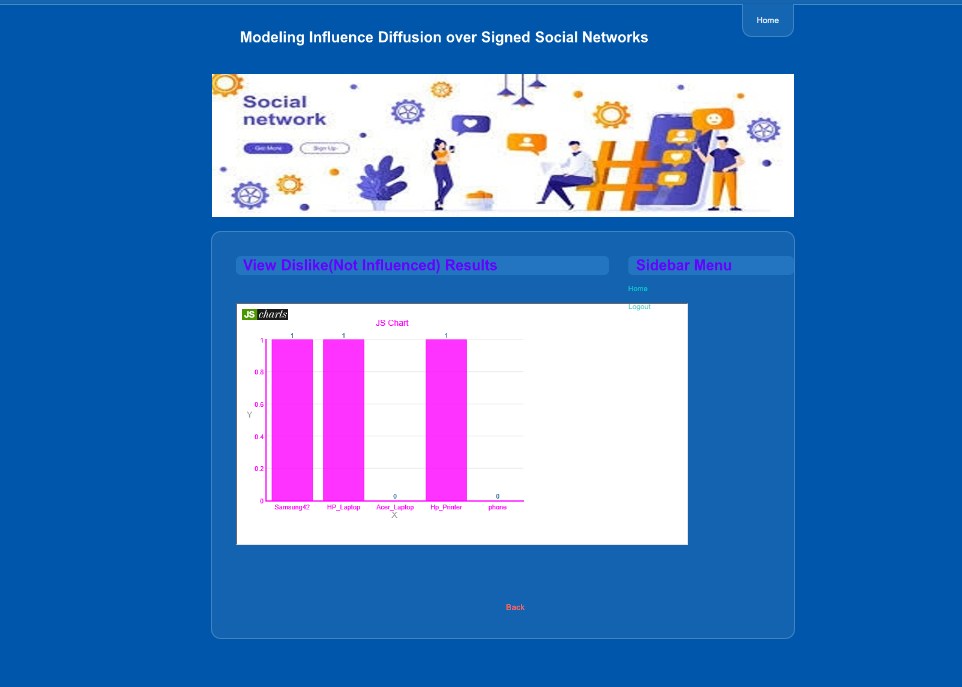 Home
Modeling Influence Diffusion over Signed Social Networks
Social
network
Get More
Sign Up
View Dislike(Not Influenced) Results
Sidebar Menu
Home
Logout
JS charts
JS Chart
1 1 0 1 0
1
0.8
0.6
0.4
0.2
0
Y
Samsung42 HP_Laptop Acer_Laptop Hp_Printer phone
X
Back